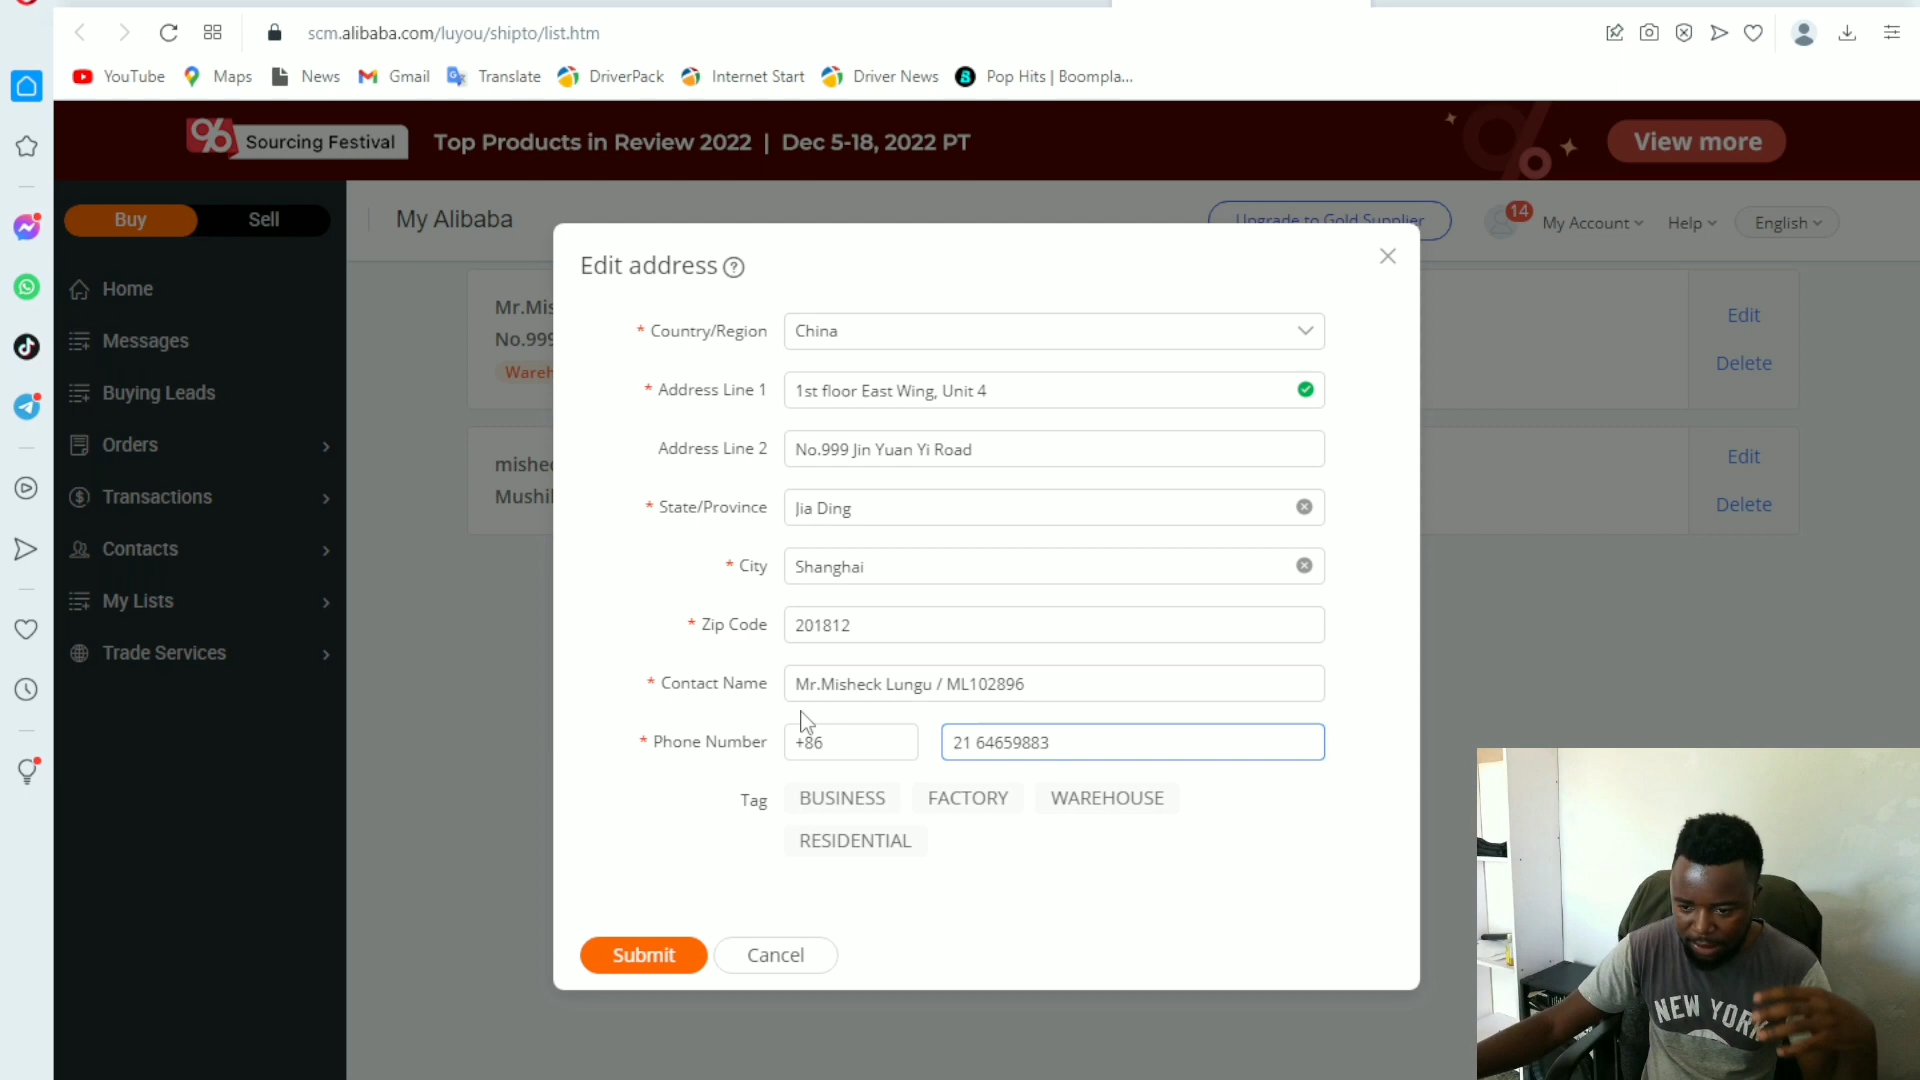 scm.alibaba.com/luyou/shipto/list.htm
YouTube Maps News Gmail Translate DriverPack Internet Start Driver News Pop Hits | Boompla...
96 Sourcing Festival Top Products in Review 2022 | Dec 5-18, 2022 PT View more
Buy Sell
My Alibaba
Upgrade to Gold Supplier
14
My Account
Help
English
Home
Messages
Buying Leads
Orders
Transactions
Contacts
My Lists
Trade Services
Mr.Mis
No.999
Wareh
Edit
Delete
mishe
Mushil
Edit
Delete
Edit address ?
* Country/Region China
* Address Line 1 1st floor East Wing, Unit 4
Address Line 2 No.999 Jin Yuan Yi Road
* State/Province Jia Ding
* City Shanghai
* Zip Code 201812
* Contact Name Mr.Misheck Lungu / ML102896
* Phone Number +86 21 64659883
Tag BUSINESS FACTORY WAREHOUSE
RESIDENTIAL
Submit Cancel
NEW YORK